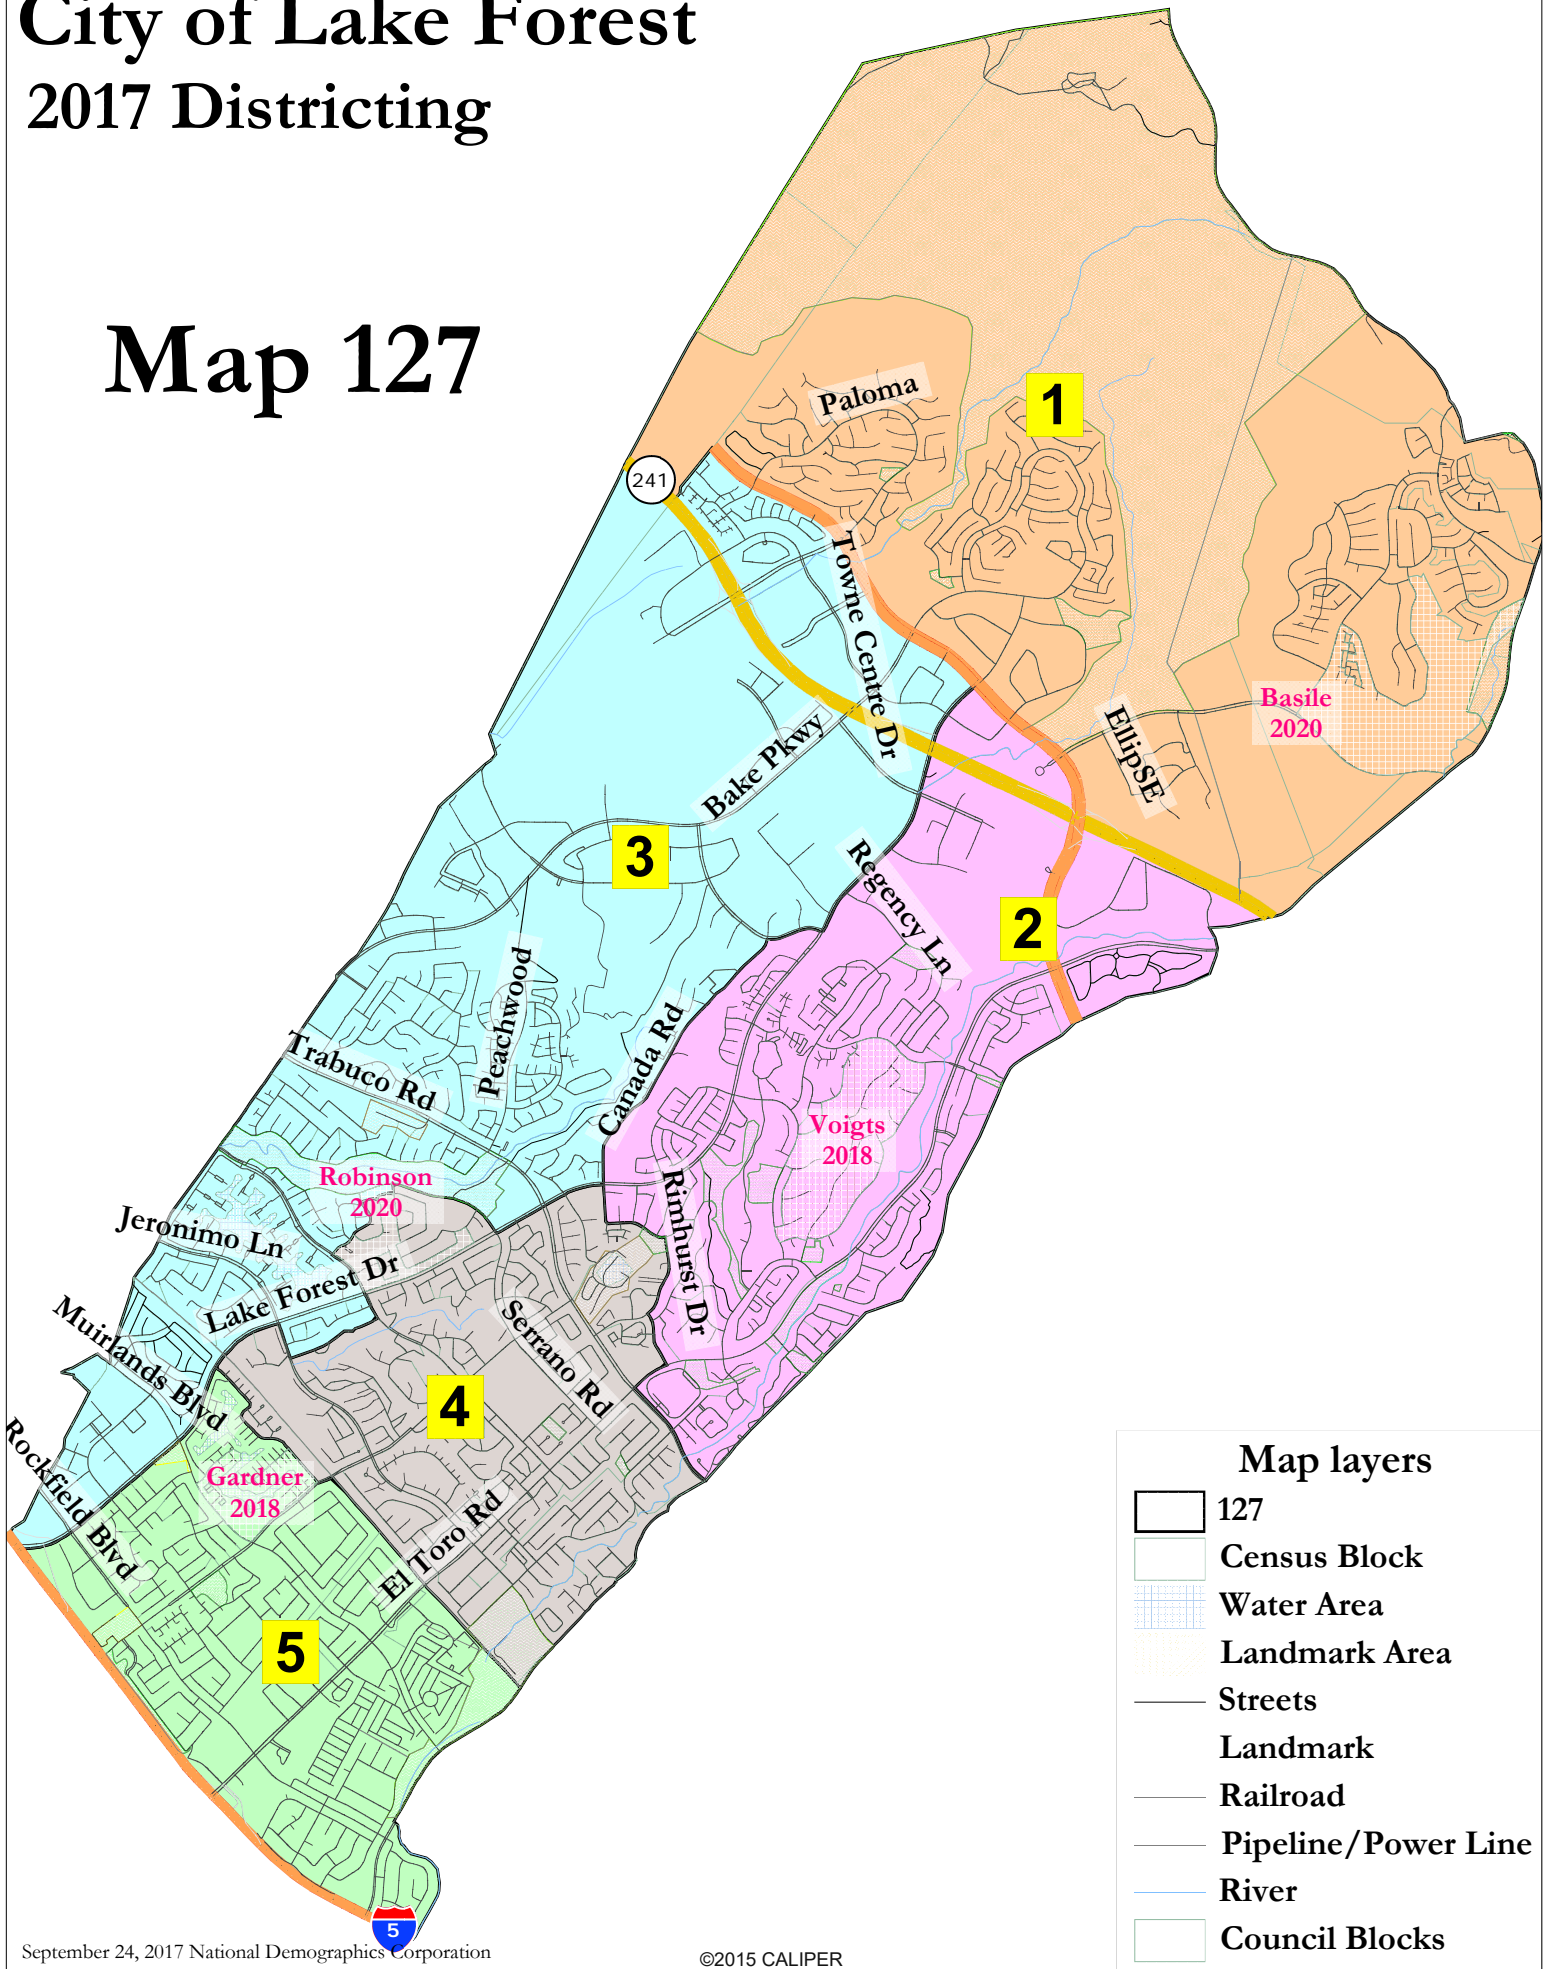 City of Lake Forest
2017 Districting
Map 127
Paloma
1
241
Towne Centre Dr
Basile
2020
EllipSE
Bake Pkwy
3
Regency Ln
2
Peachwood
Canada Rd
Trabuco Rd
Voigts
2018
Robinson
2020
Rimhurst Dr
Jeronimo Ln
Lake Forest Dr
Muirlands Blvd
Serrano Rd
4
Rockfield Blvd
Gardner
2018
El Toro Rd
5
5
Map layers
127
Census Block
Water Area
Landmark Area
Streets
Landmark
Railroad
Pipeline/Power Line
River
Council Blocks
September 24, 2017 National Demographics Corporation
©2015 CALIPER